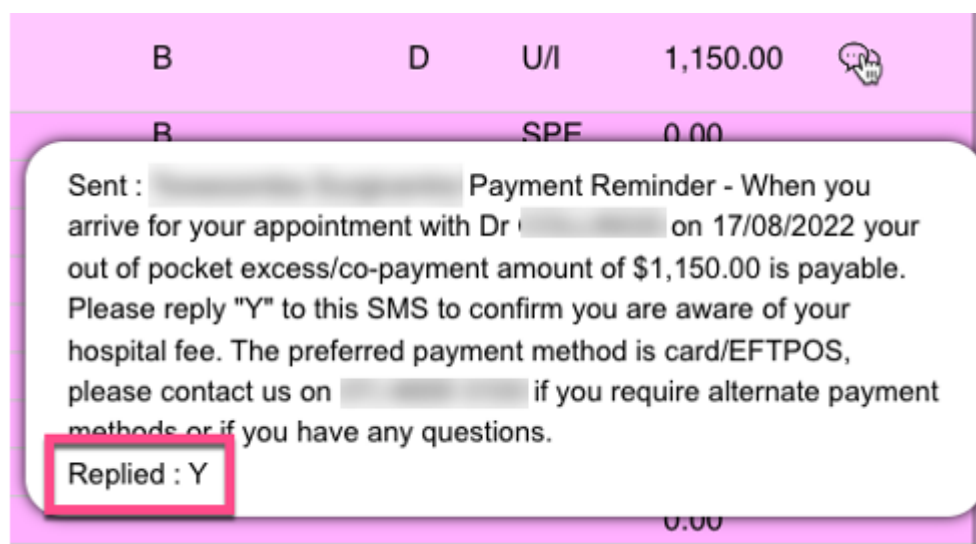 B D U/I 1,150.00
B SPE 0.00
Sent : Payment Reminder - When you
arrive for your appointment with Dr on 17/08/2022 your
out of pocket excess/co-payment amount of $1,150.00 is payable.
Please reply "Y" to this SMS to confirm you are aware of your
hospital fee. The preferred payment method is card/EFTPOS,
please contact us on if you require alternate payment
methods or if you have any questions.
Replied : Y
0.00